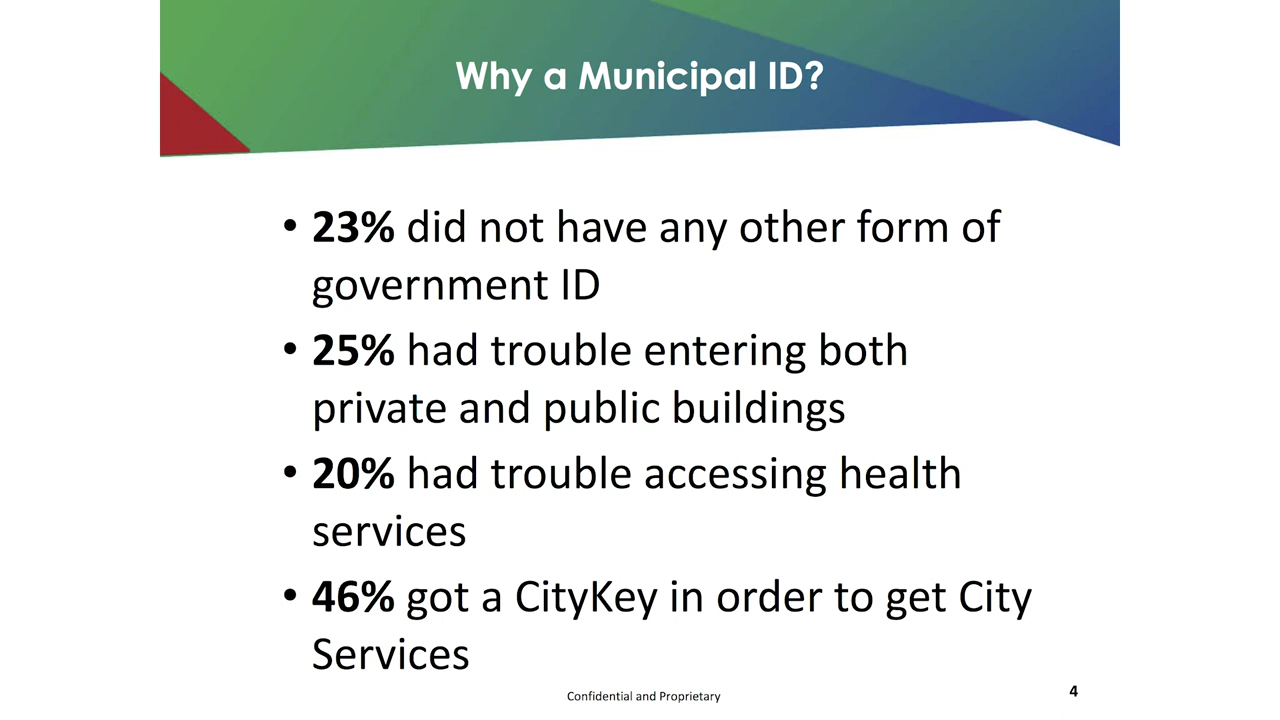 Why a Municipal ID?
• 23% did not have any other form of
government ID
• 25% had trouble entering both
private and public buildings
• 20% had trouble accessing health
services
• 46% got a CityKey in order to get City
Services
Confidential and Proprietary
4